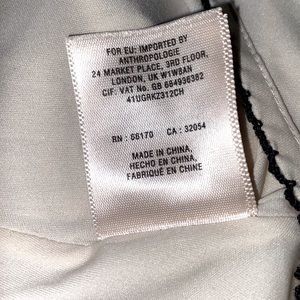 FOR EU: IMPORTED BY
ANTHROPOLOGIE
24 MARKET PLACE, 3RD FLOOR,
LONDON, UK W1W8AN
CIF: VAT No. GB 684936382
41UGRKZ312CH
RN : 66170 CA : 32054
MADE IN CHINA,
HECHO EN CHINA,
FABRIQUÉ EN CHINE